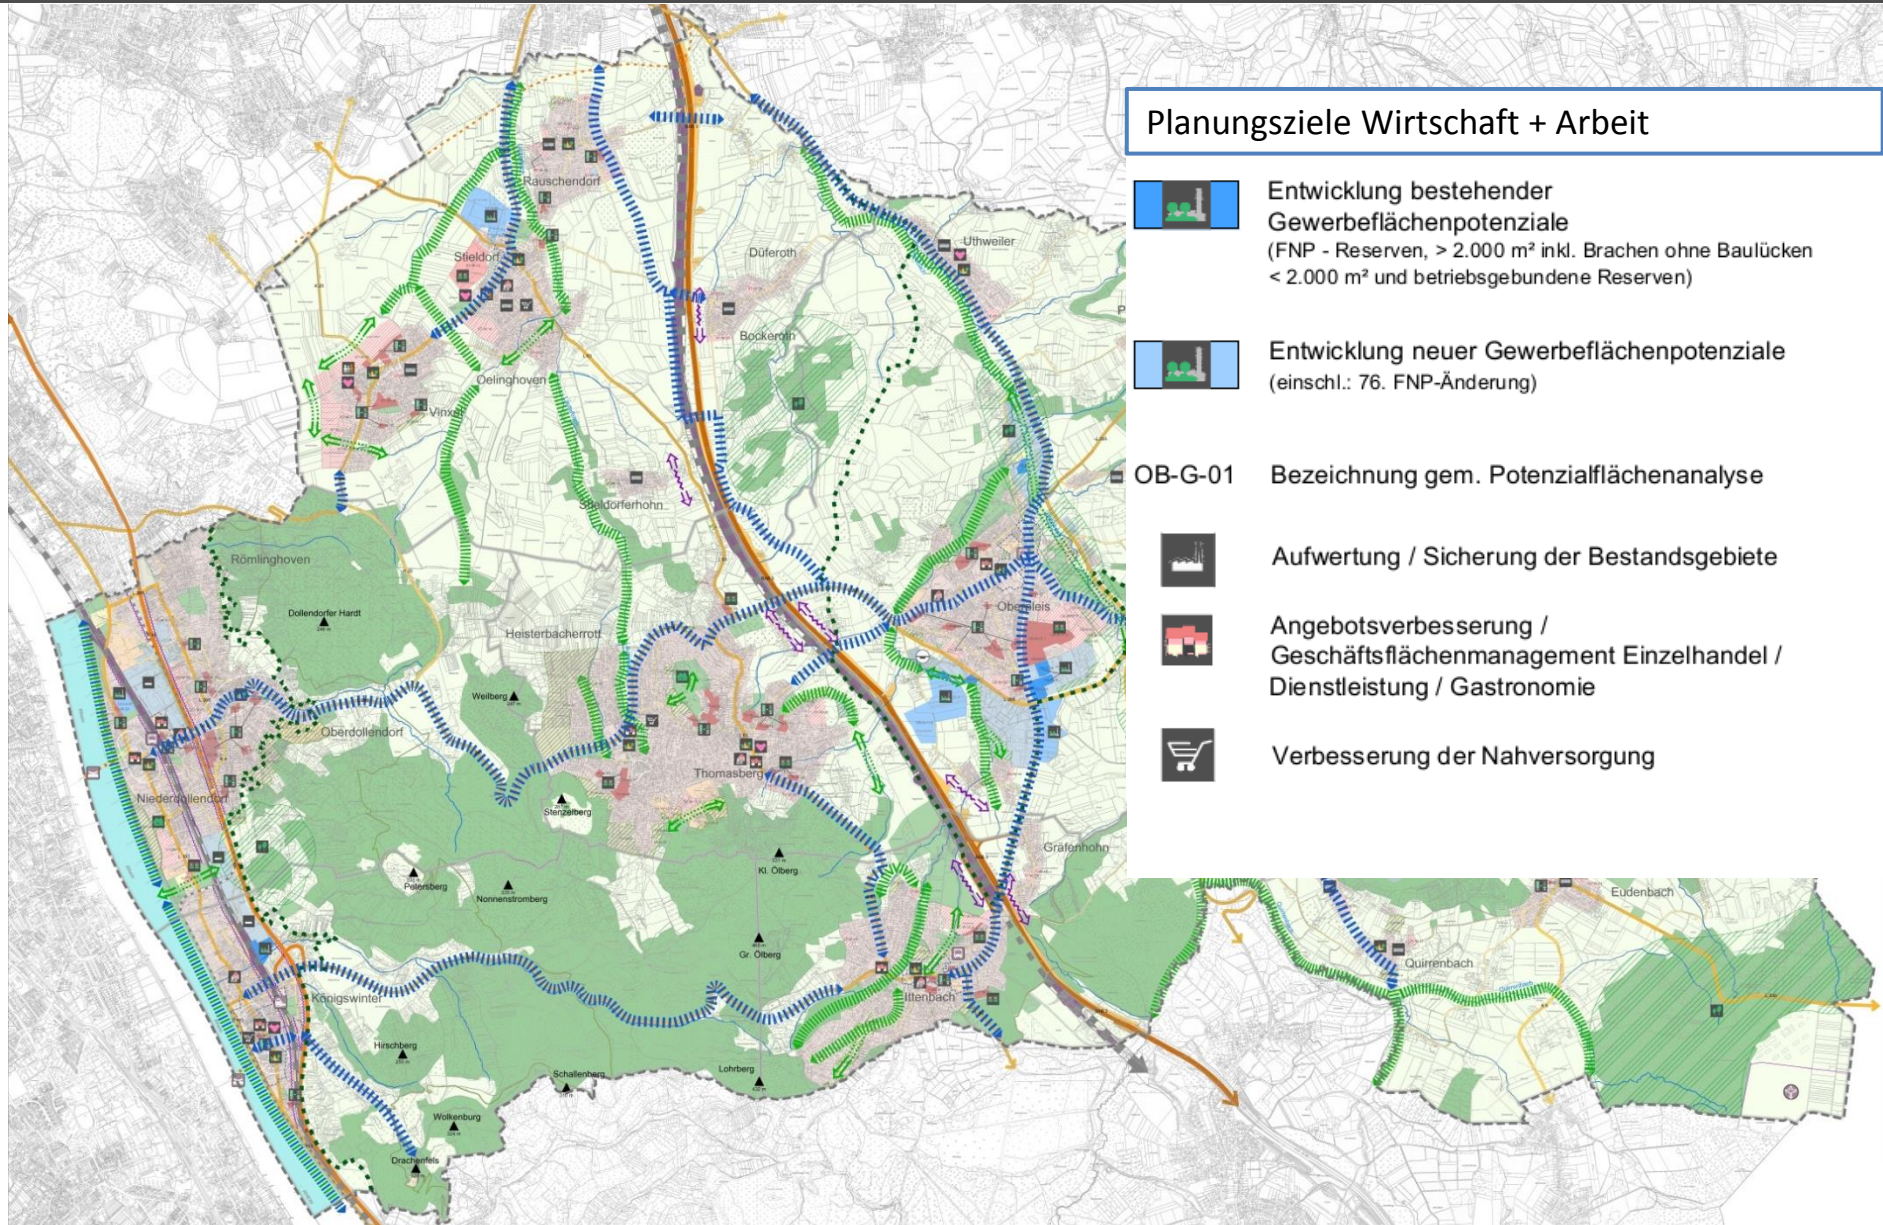 Planungsziele Wirtschaft + Arbeit
Entwicklung bestehender
Gewerbeflächenpotenziale
(FNP - Reserven, > 2.000 m² inkl. Brachen ohne Baulücken
< 2.000 m² und betriebsgebundene Reserven)
Entwicklung neuer Gewerbeflächenpotenziale
(einschl.: 76. FNP-Änderung)
OB-G-01 Bezeichnung gem. Potenzialflächenanalyse
Aufwertung / Sicherung der Bestandsgebiete
Angebotsverbesserung /
Geschäftsflächenmanagement Einzelhandel /
Dienstleistung / Gastronomie
Verbesserung der Nahversorgung
Rauschendorf
Uthweiler
Düferoth
Stieldorf
Bockeroth
Oelinghoven
Vinxel
Stieldorferhohn
Römlinghoven
Dollendorfer Hardt
Heisterbacherrott
Oberpleis
Weilberg
Oberdollendorf
Thomasberg
Niederdollendorf
Stenzelberg
Gräfenhohn
Kl. Ölberg
Petersberg
Nonnenstromberg
Eudenbach
Gr. Ölberg
Quirrenbach
Königswinter
Ittenbach
Hirschberg
Schallenberg
Lohrberg
Wolkenburg
Drachenfels